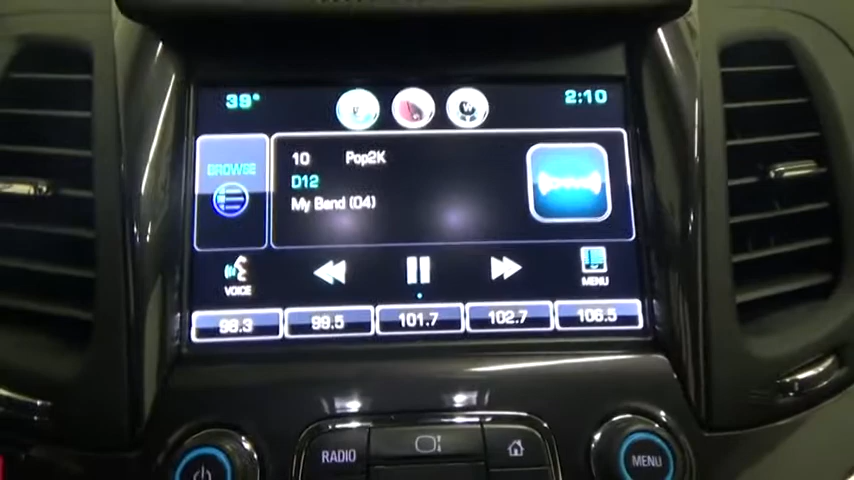 39°
W
2:10
BROWSE
10 Pop2K
D12
My Band (04)
VOICE
MENU
98.3
99.5
101.7
102.7
106.5
RADIO
MENU